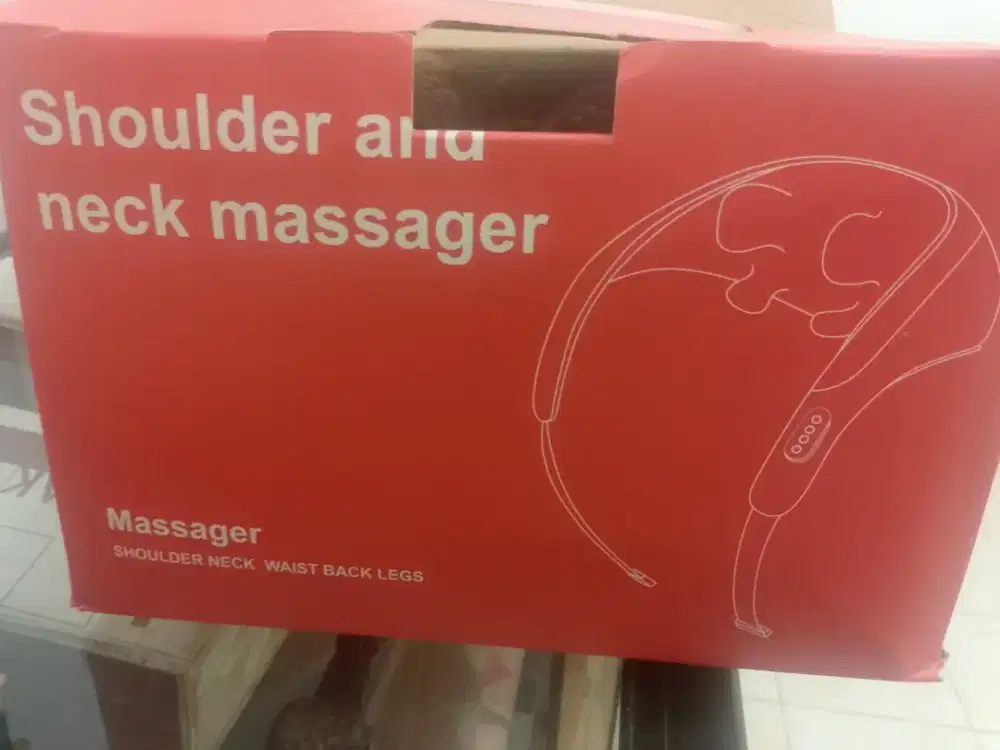 Shoulder and
neck massager
Massager
SHOULDER NECK WAIST BACK LEGS